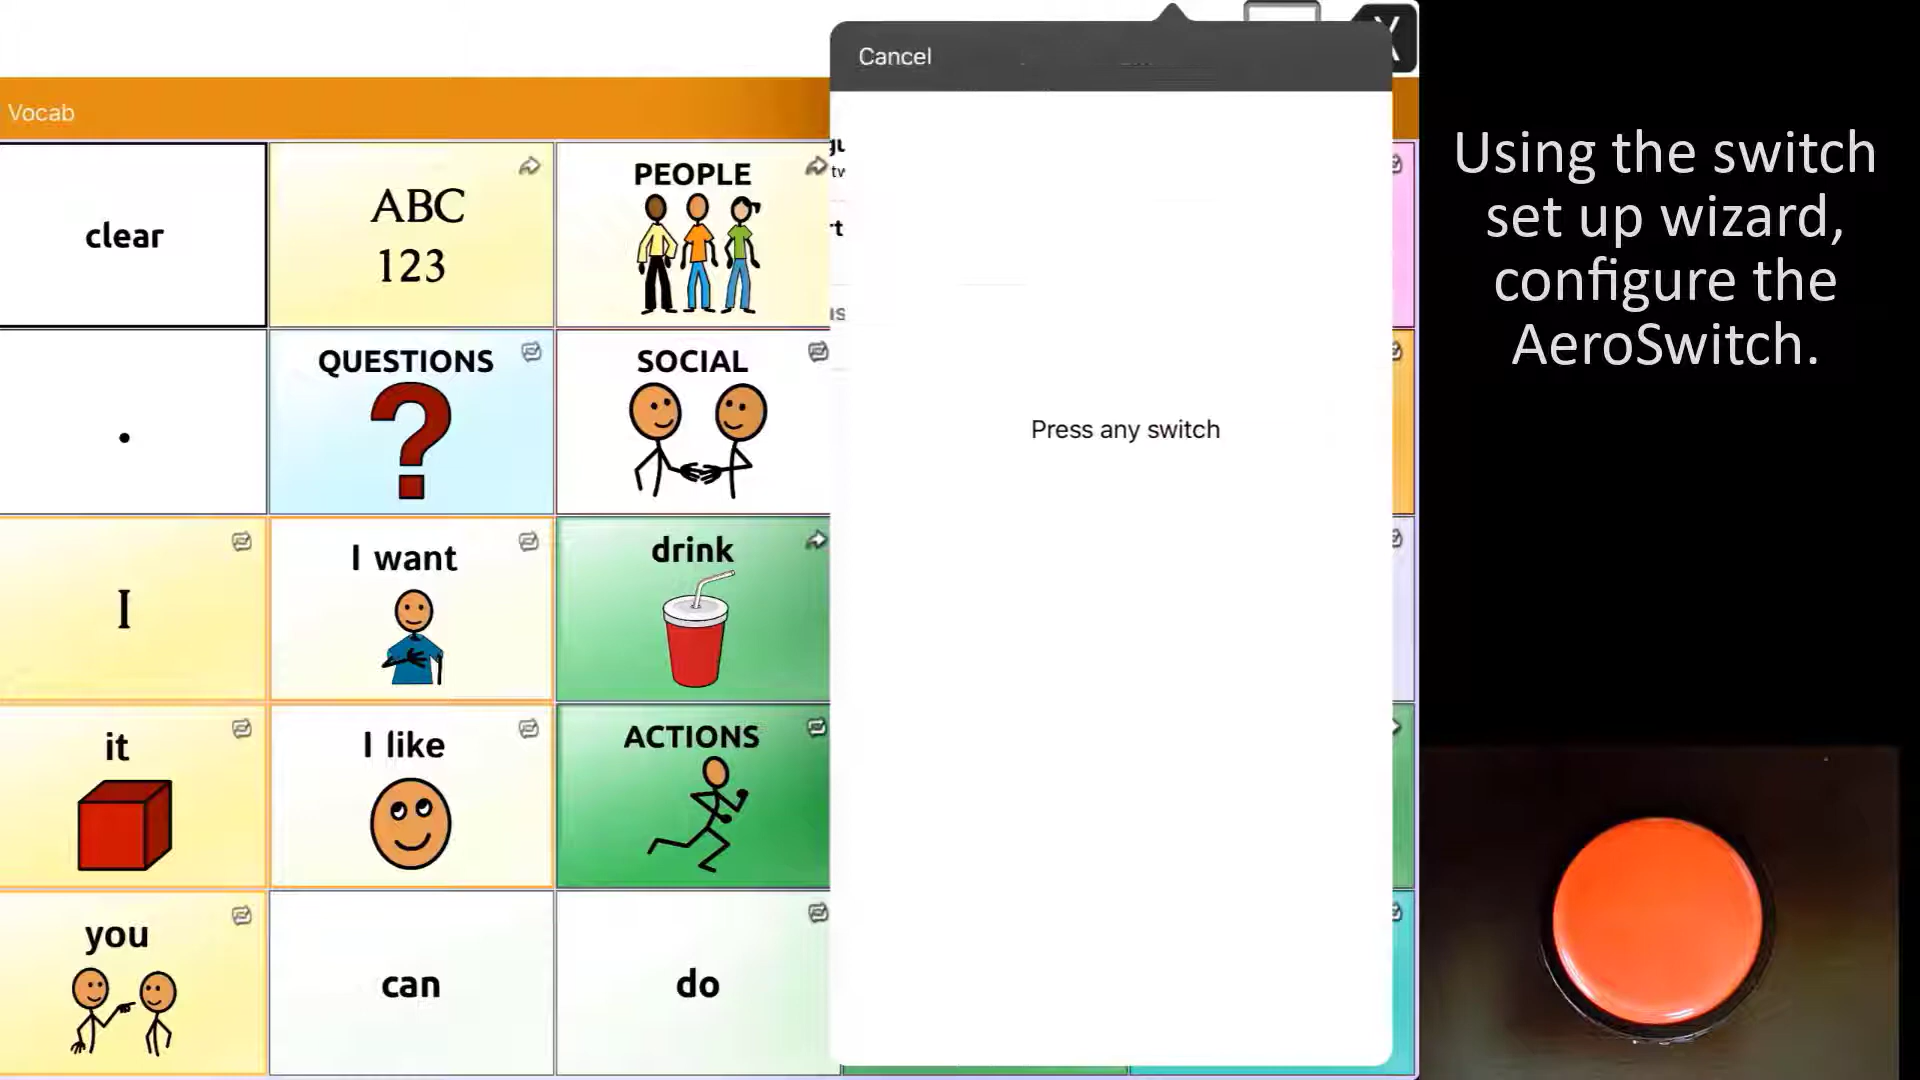 X
Cancel
Vocab
clear
ABC
123
PEOPLE
Press any switch
.
QUESTIONS
?
SOCIAL
I
I want
drink
it
I like
ACTIONS
you
can
do
Using the switch
set up wizard,
configure the
AeroSwitch.